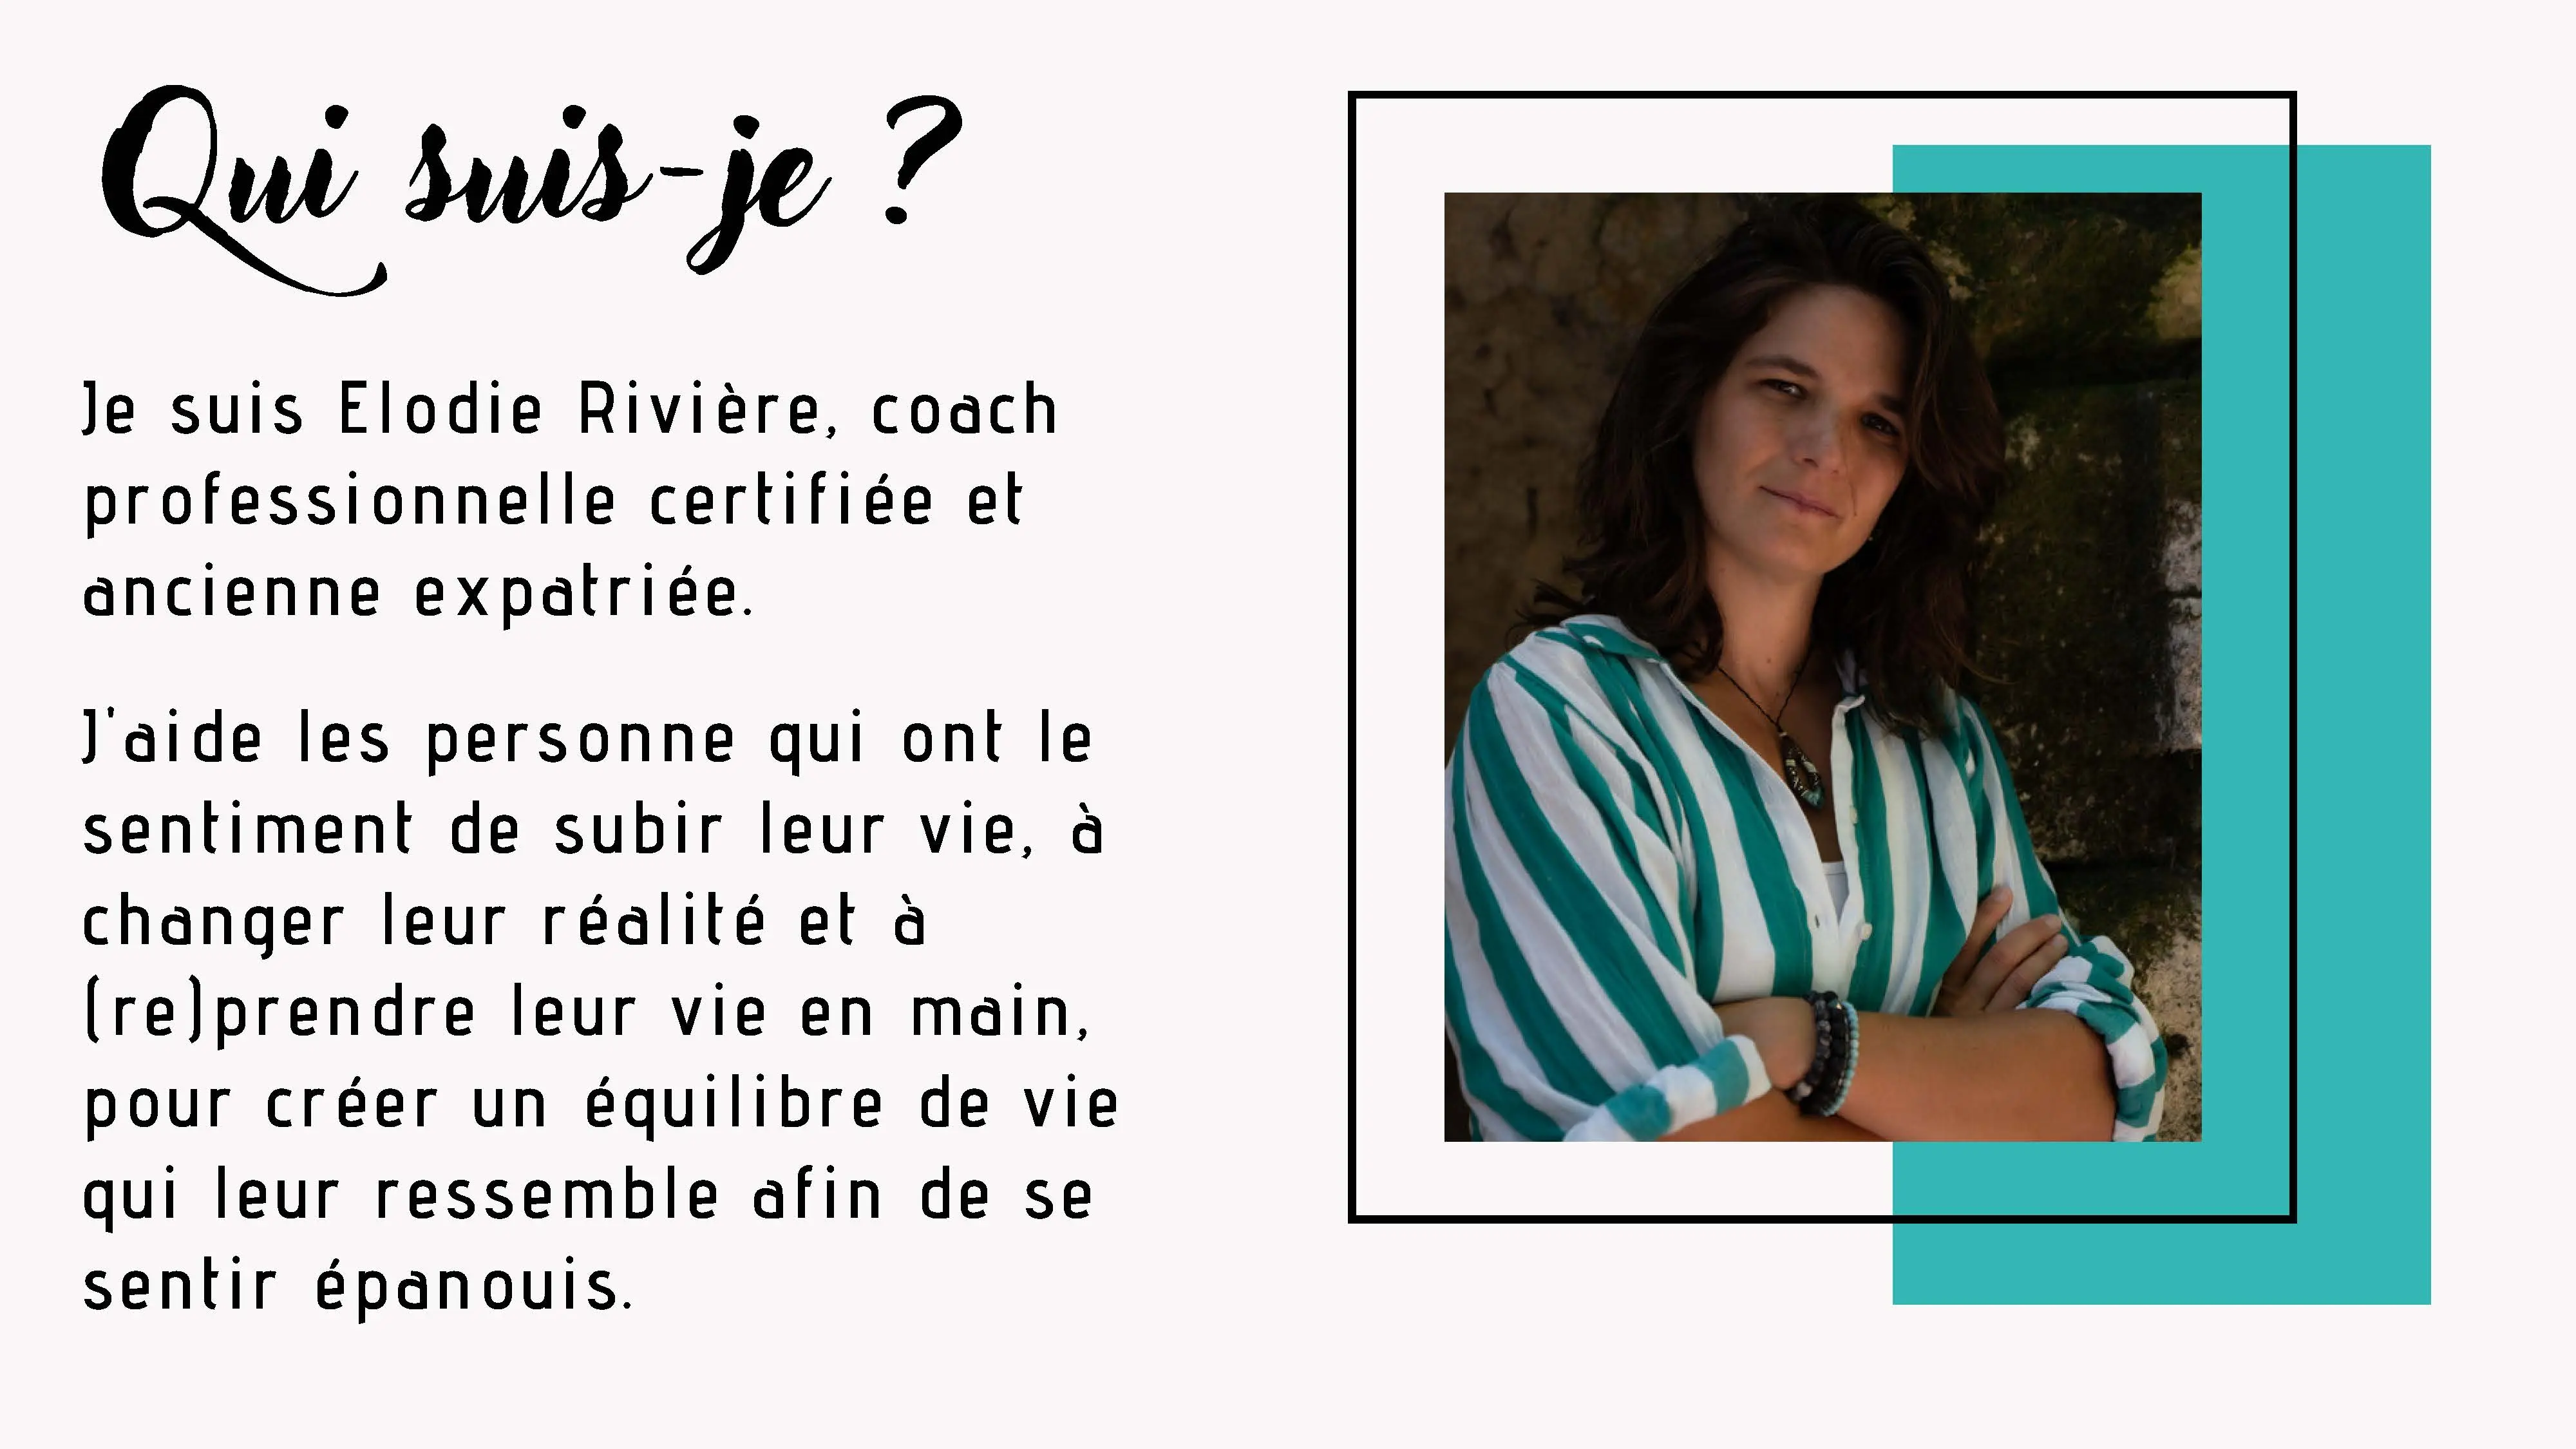 Qui suis-je ?
Je suis Elodie Rivière, coach
professionnelle certifiée et
ancienne expatriée.
J'aide les personne qui ont le
sentiment de subir leur vie, à
changer leur réalité et à
(re)prendre leur vie en main,
pour créer un équilibre de vie
qui leur ressemble afin de se
sentir épanouis.